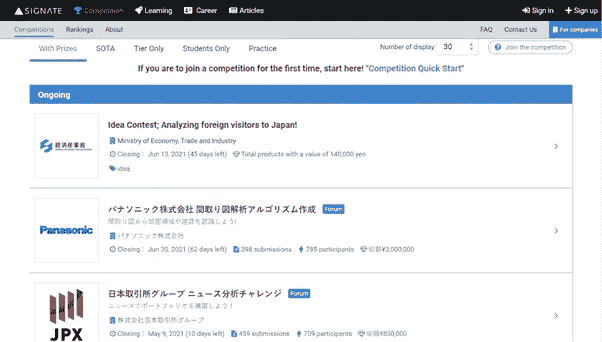 SIGNATE Competition Learning Career Articles Sign in Sign up
Competitions Rankings About FAQ Contact Us For companies
With Prizes SOTA Tier Only Students Only Practice Number of display 30 Join the competition
If you are to join a competition for the first time, start here! "Competition Quick Start"
Ongoing
Idea Contest; Analyzing foreign visitors to Japan!
経済産業省
Ministry of Economy, Trade and Industry
Closing : Jun 13, 2021 (45 days left) Total products with a value of 140,000 yen
idea
パナソニック株式会社 間取り図解析アルゴリズム作成 Forum
間取り図から部屋領域や建具を認識しよう!
Panasonic
パナソニック株式会社
Closing : Jun 30, 2021 (62 days left) 398 submissions 785 participants 総額¥2,000,000
日本取引所グループ ニュース分析チャレンジ Forum
ニュースでポートフォリオを構築しよう!
株式会社日本取引所グループ
JPX
Closing : May 9, 2021 (10 days left) 459 submissions 709 participants 総額¥830,000